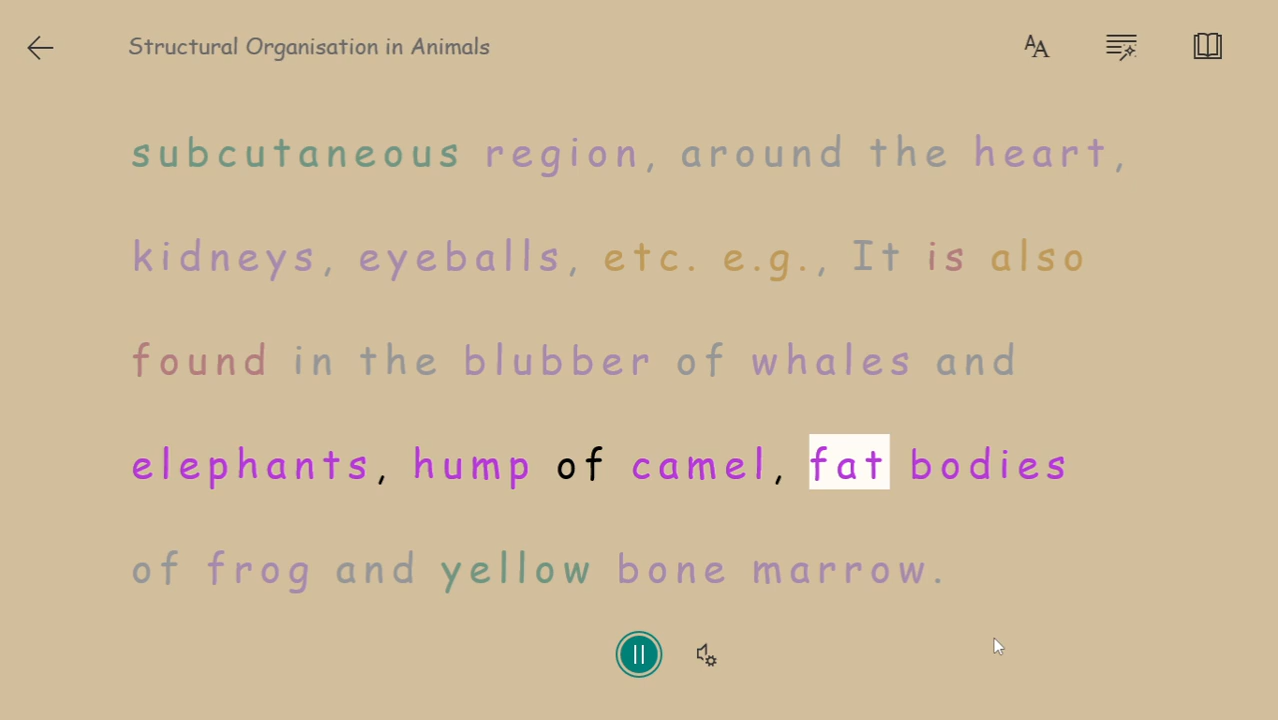 Structural Organisation in Animals
subcutaneous region, around the heart,
kidneys, eyeballs, etc. e.g., It is also
found in the blubber of whales and
elephants, hump of camel, fat bodies
of frog and yellow bone marrow.